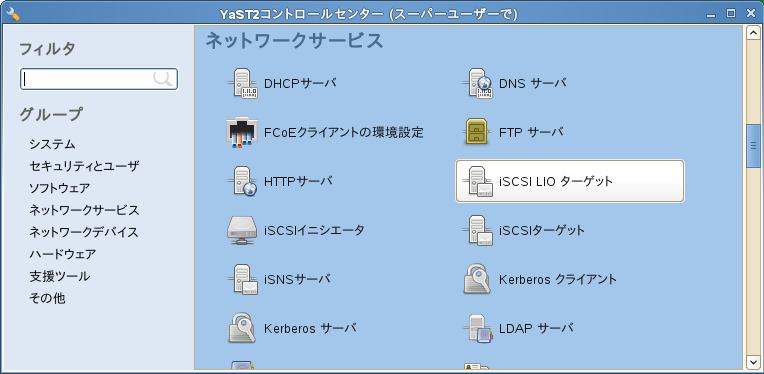 YaST2コントロールセンター (スーパーユーザーで)
フィルタ
グループ
システム
セキュリティとユーザ
ソフトウェア
ネットワークサービス
ネットワークデバイス
ハードウェア
支援ツール
その他
ネットワークサービス
DHCPサーバ
DNS サーバ
FCoEクライアントの環境設定
FTP サーバ
HTTPサーバ
iSCSI LIO ターゲット
iSCSIイニシエータ
iSCSIターゲット
iSNSサーバ
Kerberos クライアント
Kerberos サーバ
LDAP サーバ